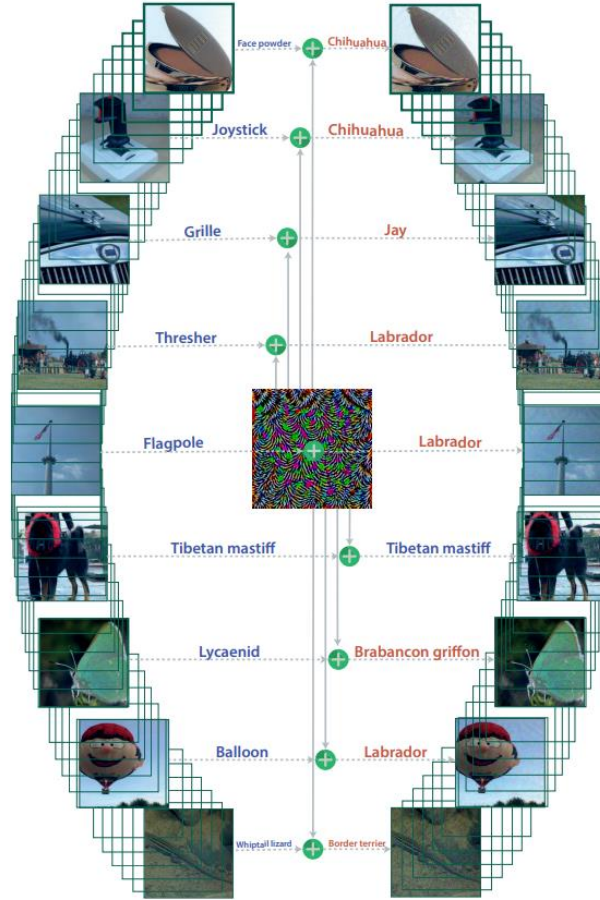 Face powder Chihuahua
Joystick Chihuahua
Grille Jay
Thresher Labrador
Flagpole Labrador
Tibetan mastiff Tibetan mastiff
Lycaenid Brabancon griffon
Balloon Labrador
Whiptail lizard Border terrier